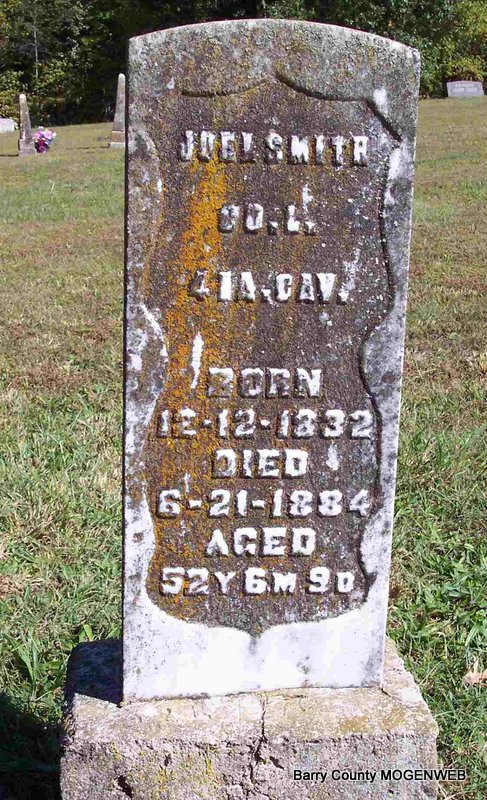 JOEL SMITH
CO. L.
4 IA. CAV.
BORN
12-12-1832
DIED
6-21-1884
AGED
52Y 6M 9D
Barry County MOGENWEB